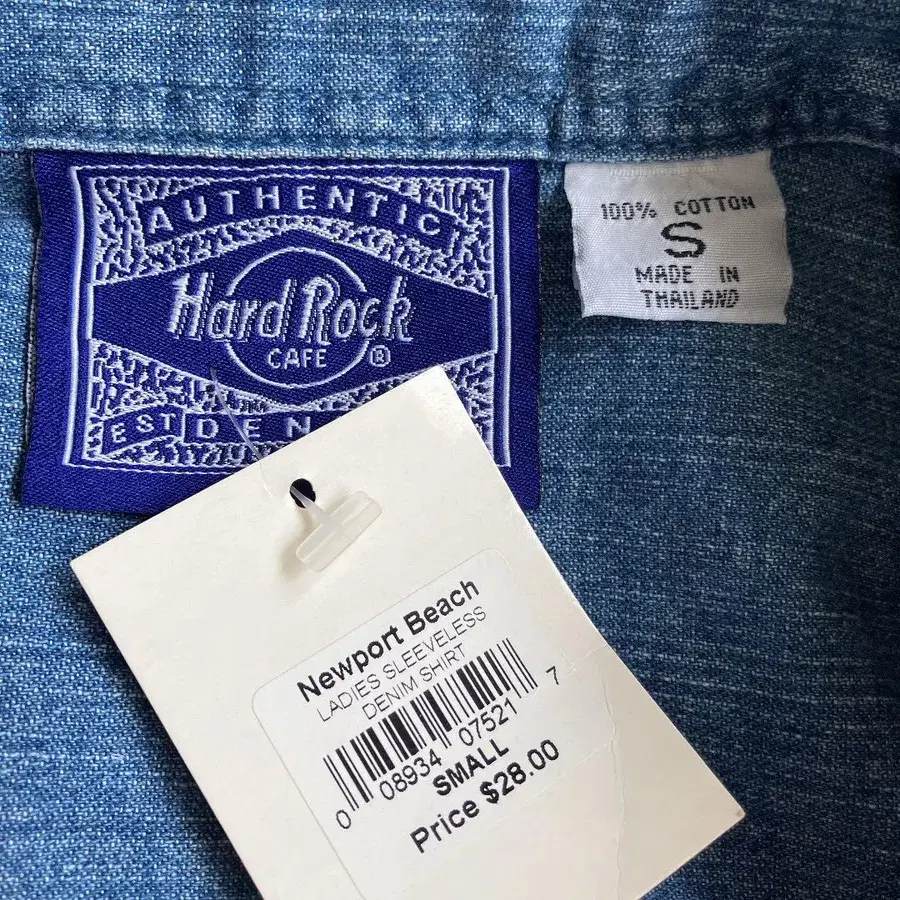 AUTHENTIC
Hard Rock
CAFE ®
EST DEN
100% COTTON
S
MADE IN
THAILAND
Newport Beach
LADIES SLEEVELESS
DENIM SHIRT
0 08934 07521 7
SMALL
Price $28.00